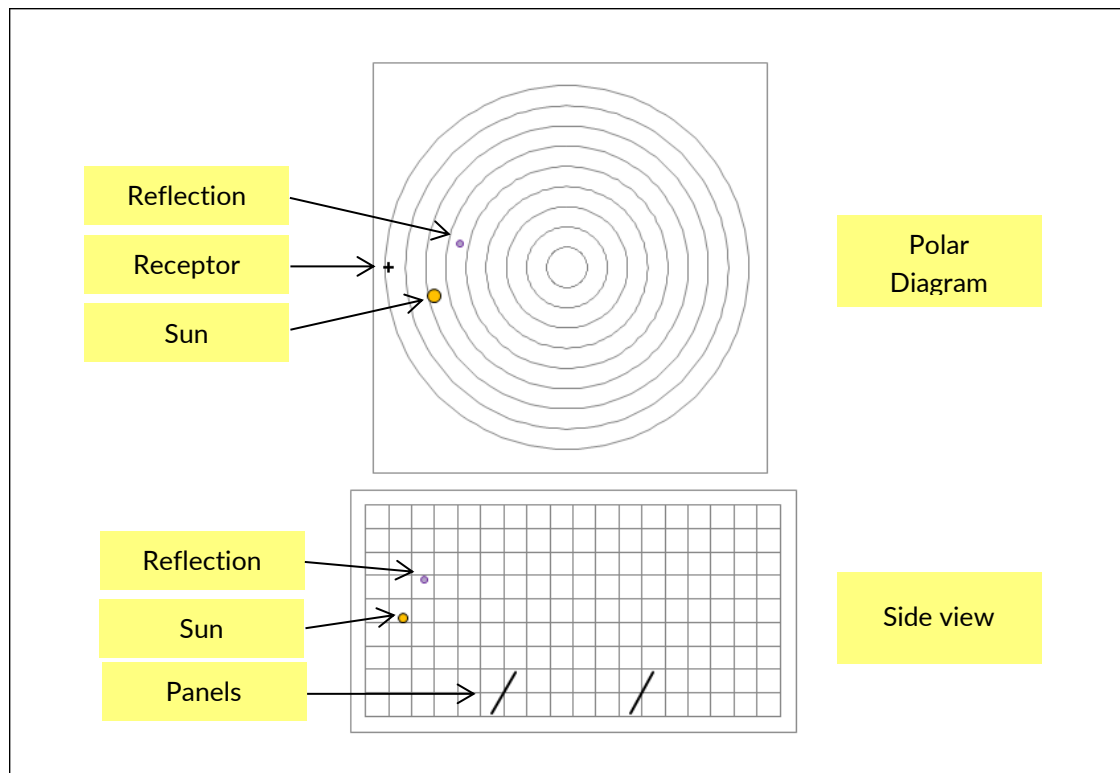 Reflection
Receptor
Sun
Polar
Diagram
Reflection
Sun
Panels
Side view